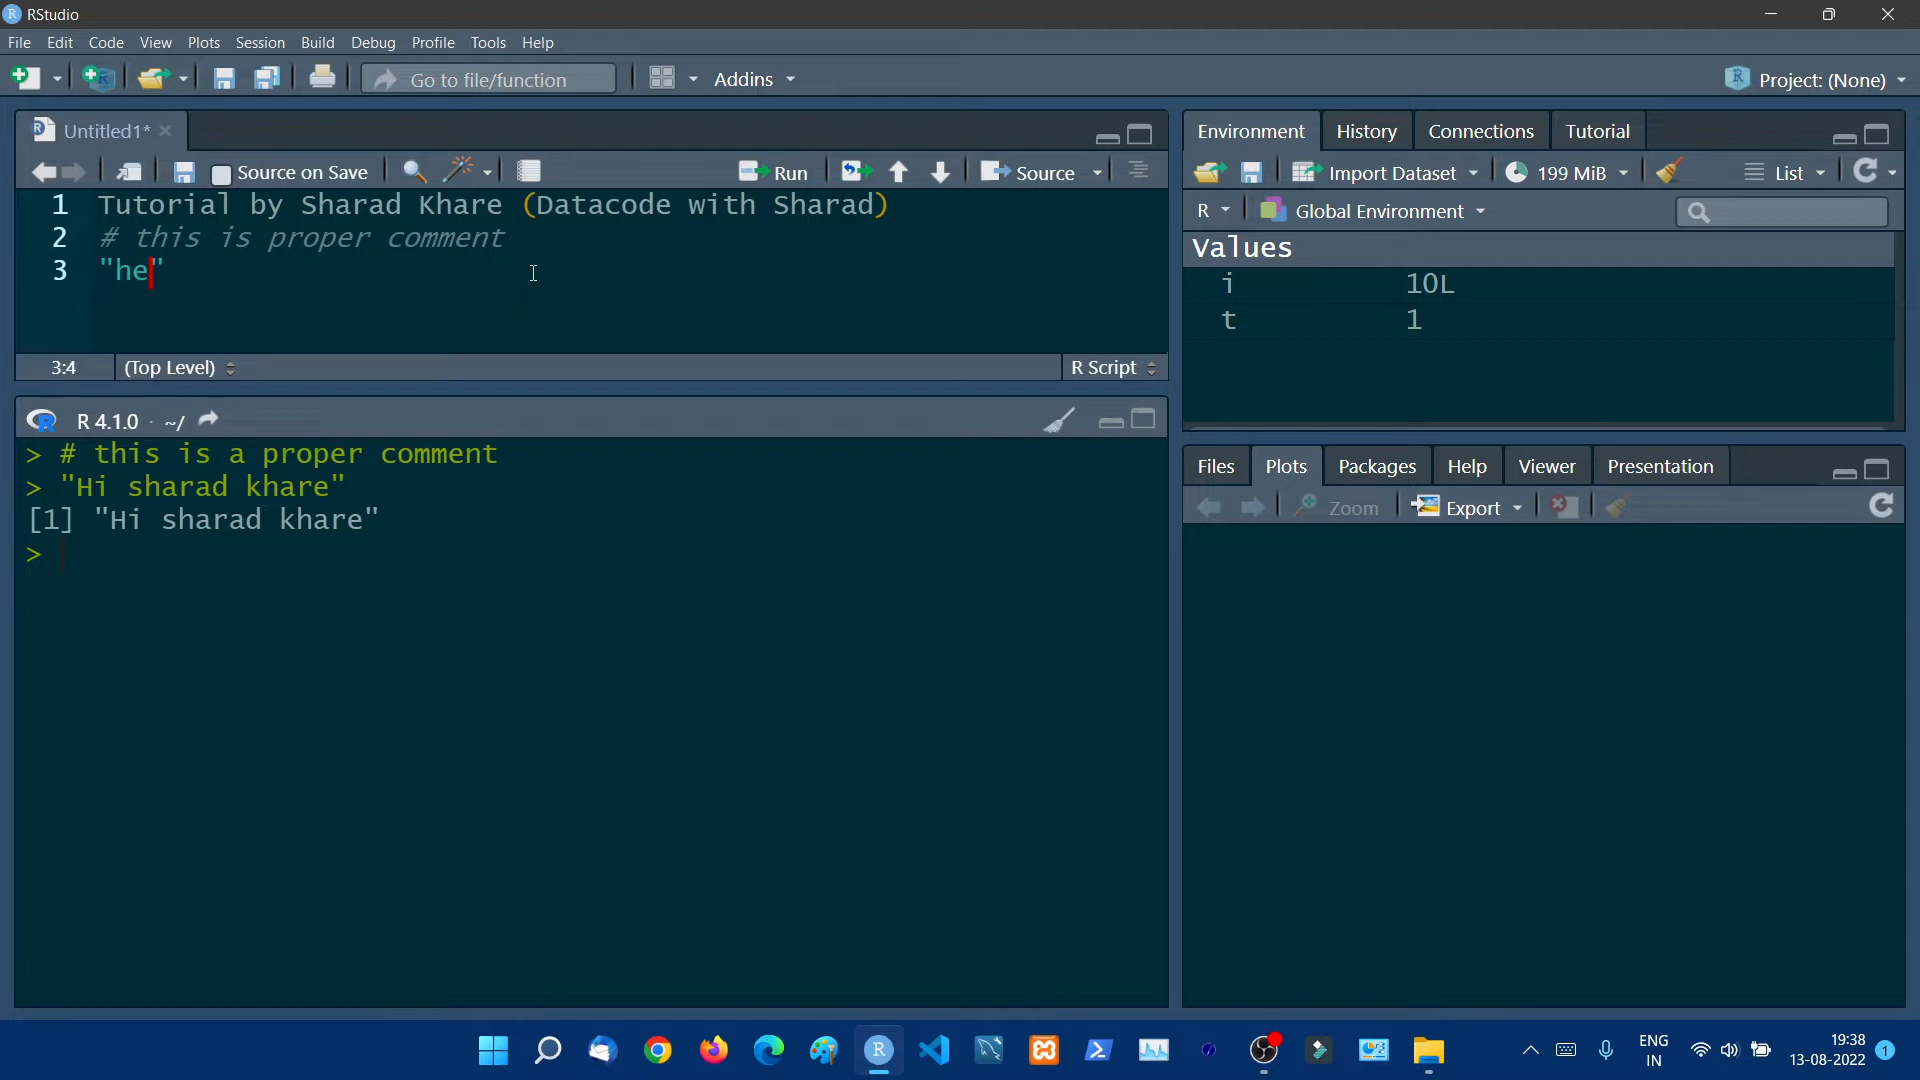 RStudio
File Edit Code View Plots Session Build Debug Profile Tools Help
Go to file/function Addins Project: (None)
Untitled1*
Source on Save Run Source
1 Tutorial by Sharad Khare (Datacode with Sharad)
2 # this is proper comment
3 "he"
3:4 (Top Level) R Script
R 4.1.0 · ~/
> # this is a proper comment
> "Hi sharad khare"
[1] "Hi sharad khare"
>
Environment History Connections Tutorial
Import Dataset 199 MiB List
R Global Environment
Values
i 10L
t 1
Files Plots Packages Help Viewer Presentation
Zoom Export
ENG
IN
19:38
13-08-2022
1